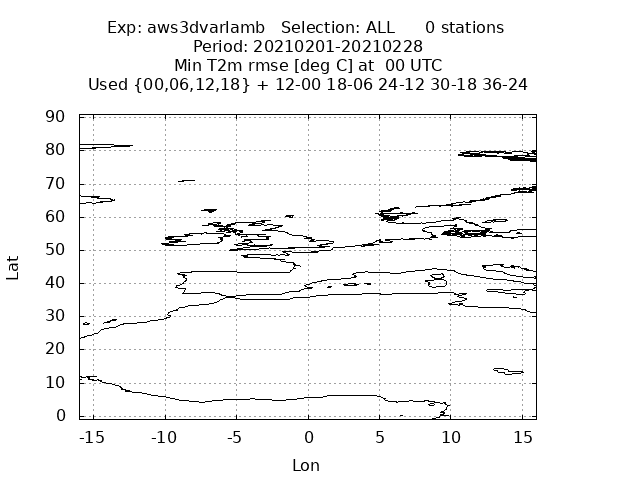 Exp: aws3dvarlamb   Selection: ALL      0 stations
Period: 20210201-20210228
Min T2m rmse [deg C] at  00 UTC
Used {00,06,12,18} + 12-00 18-06 24-12 30-18 36-24
90
80
70
60
50
40
30
20
10
0
Lat
-15 -10 -5 0 5 10 15
Lon